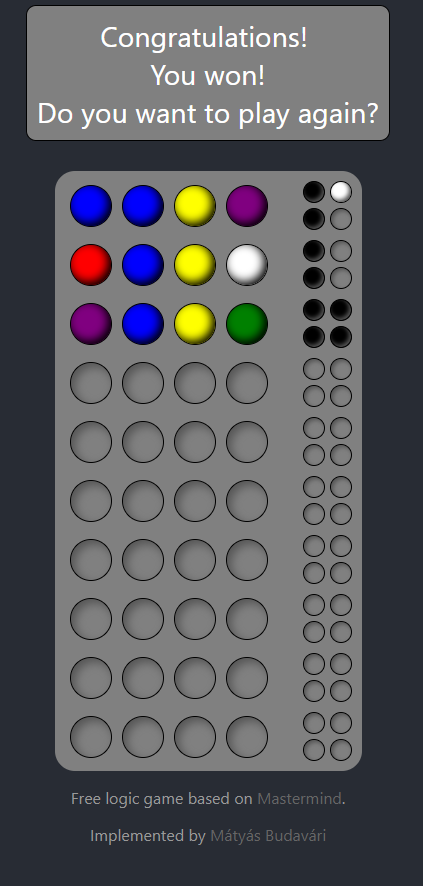 Congratulations!
You won!
Do you want to play again?
Free logic game based on Mastermind.
Implemented by Mátyás Budavári